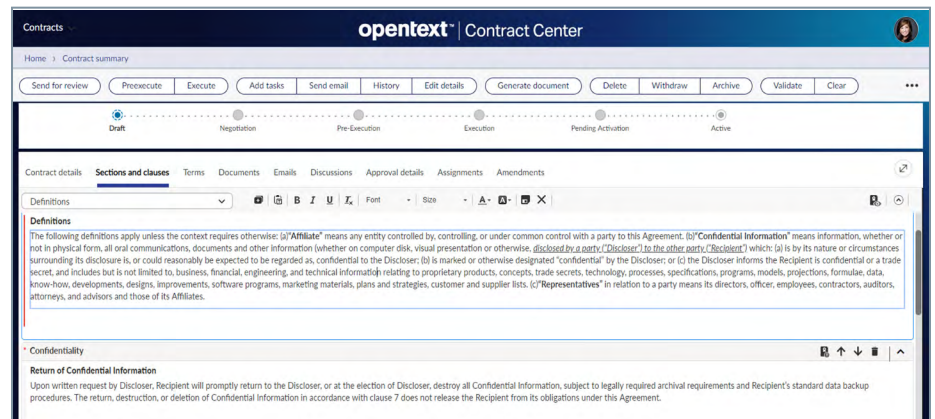 Contracts
opentext™ | Contract Center
Home > Contract summary
Send for review Preexecute Execute Add tasks Send email History Edit details Generate document Delete Withdraw Archive Validate Clear
Draft Negotiation Pre-Execution Execution Pending Activation Active
Contract details Sections and clauses Terms Documents Emails Discussions Approval details Assignments Amendments
Definitions B I U Ix Font Size A A
Definitions
The following definitions apply unless the context requires otherwise: (a)"Affiliate" means any entity controlled by, controlling, or under common control with a party to this Agreement. (b)"Confidential Information" means information, whether or
not in physical form, all oral communications, documents and other information (whether on computer disk, visual presentation or otherwise, disclosed by a party ("Discloser") to the other party ("Recipient") which: (a) is by its nature or circumstances
surrounding its disclosure is, or could reasonably be expected to be regarded as, confidential to the Discloser; (b) is marked or otherwise designated "confidential" by the Discloser; or (c) the Discloser informs the Recipient is confidential or a trade
secret, and includes but is not limited to, business, financial, engineering, and technical information relating to proprietary products, concepts, trade secrets, technology, processes, specifications, programs, models, projections, formulae, data,
know-how, developments, designs, improvements, software programs, marketing materials, plans and strategies, customer and supplier lists. (c)"Representatives" in relation to a party means its directors, officer, employees, contractors, auditors,
attorneys, and advisors and those of its Affiliates.
* Confidentiality
Return of Confidential Information
Upon written request by Discloser, Recipient will promptly return to the Discloser, or at the election of Discloser, destroy all Confidential Information, subject to legally required archival requirements and Recipient's standard data backup
procedures. The return, destruction, or deletion of Confidential Information in accordance with clause 7 does not release the Recipient from its obligations under this Agreement.